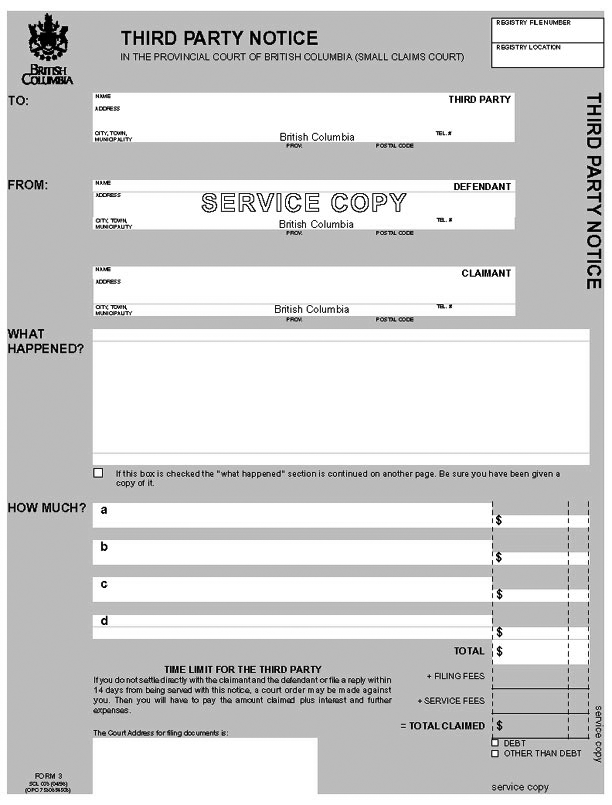 BRITISH
COLUMBIA
THIRD PARTY NOTICE
IN THE PROVINCIAL COURT OF BRITISH COLUMBIA (SMALL CLAIMS COURT)
REGISTRY FILE NUMBER
REGISTRY LOCATION
THIRD PARTY NOTICE
TO:
NAME
THIRD PARTY
ADDRESS
CITY, TOWN,
MUNICIPALITY
British Columbia
TEL. #
PROV.
POSTAL CODE
FROM:
NAME
DEFENDANT
ADDRESS
SERVICE COPY
CITY, TOWN,
MUNICIPALITY
British Columbia
TEL. #
PROV.
POSTAL CODE
NAME
CLAIMANT
ADDRESS
CITY, TOWN,
MUNICIPALITY
British Columbia
TEL. #
PROV.
POSTAL CODE
WHAT
HAPPENED?
If this box is checked the "what happened" section is continued on another page. Be sure you have been given a
copy of it.
HOW MUCH?
a
$
b
$
c
$
d
$
TOTAL $
TIME LIMIT FOR THE THIRD PARTY
If you do not settle directly with the claimant and the defendant or file a reply within
14 days from being served with this notice, a court order may be made against
you. Then you will have to pay the amount claimed plus interest and further
expenses.
+ FILING FEES
+ SERVICE FEES
= TOTAL CLAIMED $
The Court Address for filing documents is:
DEBT
OTHER THAN DEBT
service copy
FORM 3
service copy